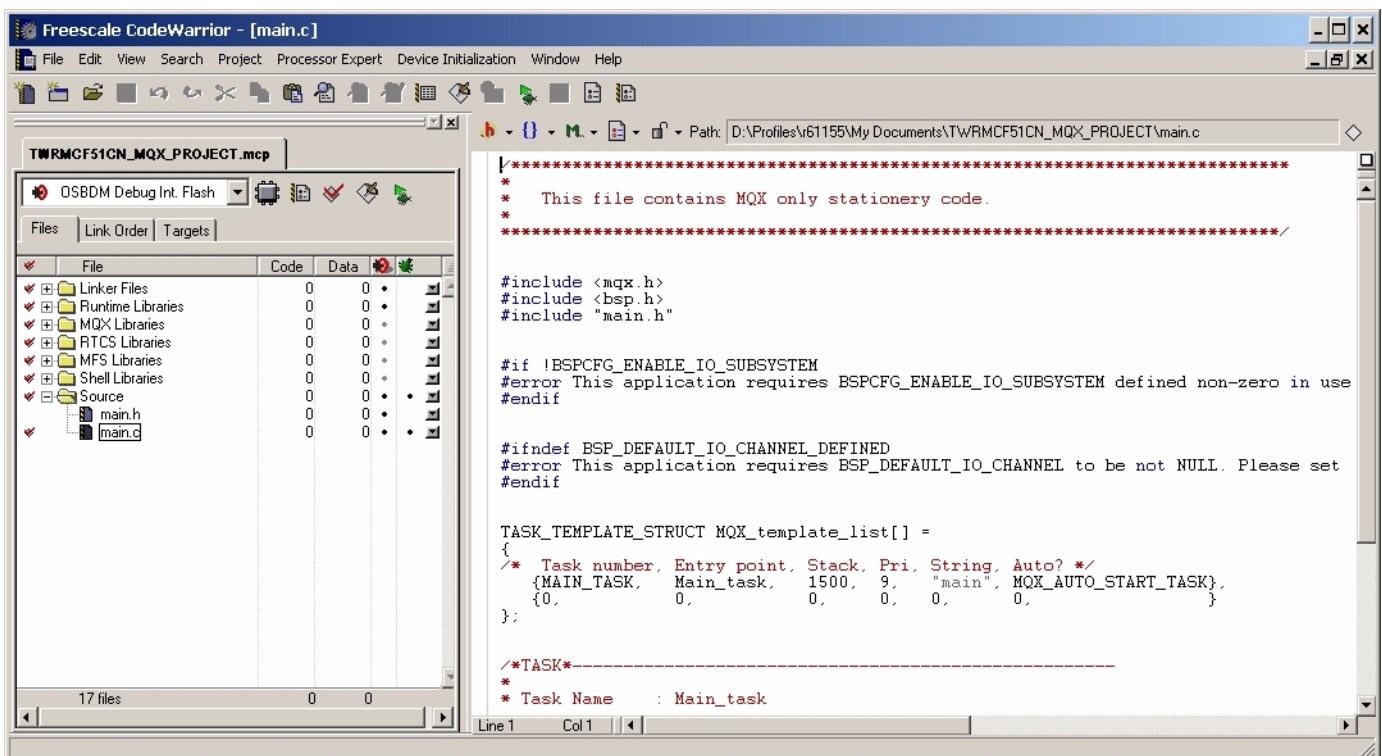 Freescale CodeWarrior - [main.c]
File Edit View Search Project Processor Expert Device Initialization Window Help
TWRMCF51CN_MQX_PROJECT.mcp
OSBDM Debug Int. Flash
Files Link Order Targets
File Code Data
Linker Files 0 0
Runtime Libraries 0 0
MQX Libraries 0 0
RTCS Libraries 0 0
MFS Libraries 0 0
Shell Libraries 0 0
Source 0 0
main.h 0 0
main.c 0 0
17 files 0 0
.h {} M. Path: D:\Profiles\r61155\My Documents\TWRMCF51CN_MQX_PROJECT\main.c
/****************************************************************************
*
*   This file contains MQX only stationery code.
*
****************************************************************************/
#include <mqx.h>
#include <bsp.h>
#include "main.h"
#if !BSPCFG_ENABLE_IO_SUBSYSTEM
#error This application requires BSPCFG_ENABLE_IO_SUBSYSTEM defined non-zero in use
#endif
#ifndef BSP_DEFAULT_IO_CHANNEL_DEFINED
#error This application requires BSP_DEFAULT_IO_CHANNEL to be not NULL. Please set
#endif
TASK_TEMPLATE_STRUCT MQX_template_list[] =
{
/*  Task number, Entry point, Stack, Pri, String, Auto? */
{MAIN_TASK,   Main_task,   1500,  9,   "main", MQX_AUTO_START_TASK},
{0,           0,           0,     0,   0,      0,                 }
};
/*TASK*-----------------------------------------------------
*
* Task Name    : Main_task
Line 1 Col 1